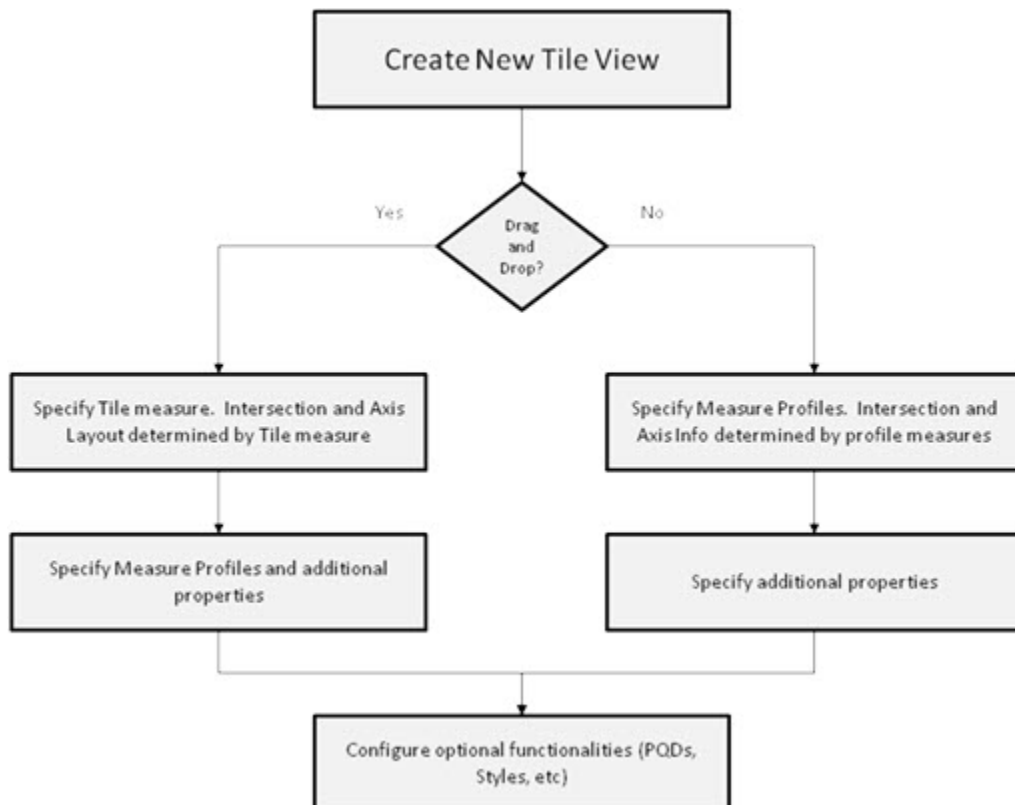 Create New Tile View
Yes
No
Drag
and
Drop?
Specify Tile measure. Intersection and Axis
Layout determined by Tile measure
Specify Measure Profiles. Intersection and
Axis Info determined by profile measures
Specify Measure Profiles and additional
properties
Specify additional properties
Configure optional functionalities (PQDs,
Styles, etc)